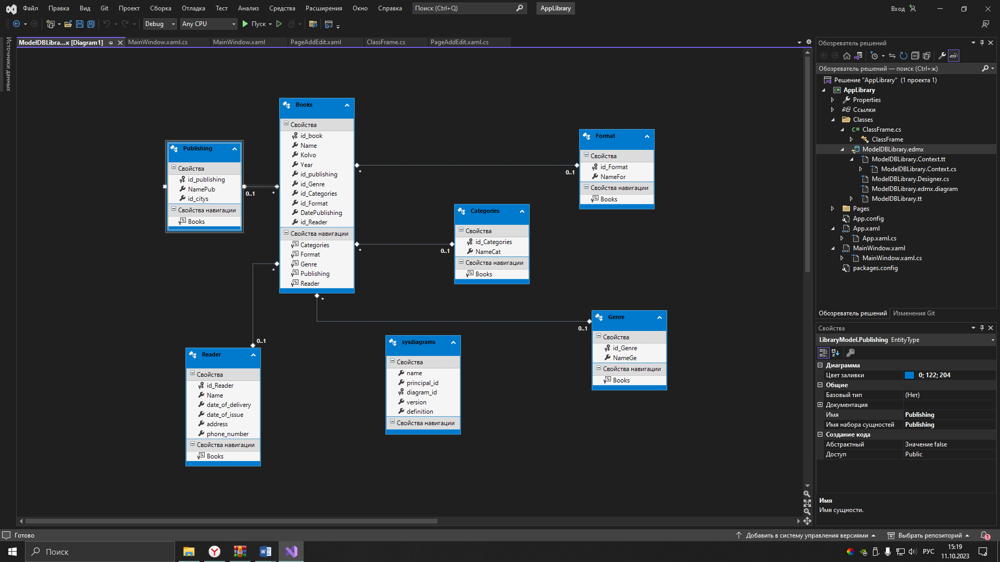 Файл Правка Вид Git Проект Сборка Отладка Тест Анализ Средства Расширения Окно Справка Поиск (Ctrl+Q) AppLibrary Вход
Debug Any CPU Пуск
ModelDBLibra...x [Diagram1] MainWindow.xaml.cs MainWindow.xaml PageAddEdit.xaml ClassFrame.cs PageAddEdit.xaml.cs
Источники данных
Books
Свойства
id_book
Name
Kolvo
Year
id_publishing
id_Genre
id_Categories
id_Format
DatePublishing
id_Reader
Свойства навигации
Categories
Format
Genre
Publishing
Reader
Publishing
Свойства
id_publishing
NamePub
id_citys
Свойства навигации
Books
0..1 *
* 0..1
Format
Свойства
id_Format
NameFor
Свойства навигации
Books
* 0..1
Categories
Свойства
id_Categories
NameCat
Свойства навигации
Books
*
0..1
* 0..1
Genre
Свойства
id_Genre
NameGe
Свойства навигации
Books
Reader
Свойства
id_Reader
Name
date_of_delivery
date_of_issue
address
phone_number
Свойства навигации
Books
sysdiagrams
Свойства
name
principal_id
diagram_id
version
definition
Свойства навигации
Обозреватель решений
Обозреватель решений — поиск (Ctrl+ж)
Решение "AppLibrary" (1 проекта 1)
C# AppLibrary
Properties
Ссылки
Classes
C# ClassFrame.cs
ClassFrame
ModelDBLibrary.edmx
ModelDBLibrary.Context.tt
ModelDBLibrary.Context.cs
ModelDBLibrary.Designer.cs
ModelDBLibrary.edmx.diagram
ModelDBLibrary.tt
Pages
App.config
App.xaml
App.xaml.cs
MainWindow.xaml
MainWindow.xaml.cs
packages.config
Обозреватель решений Изменения Git
Свойства
LibraryModel.Publishing EntityType
Диаграмма
Цвет заливки 0; 122; 204
Общие
Базовый тип (Нет)
Документация
Имя Publishing
Имя набора сущностей Publishing
Создание кода
Абстрактный Значение false
Доступ Public
Имя
Имя сущности.
Готово Добавить в систему управления версиями Выбрать репозиторий 1
Поиск РУС 15:19
11.10.2023